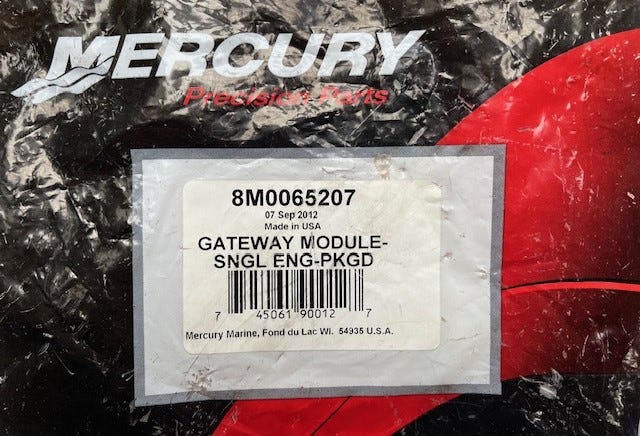 MERCURY
Precision Parts
8M0065207
07 Sep 2012
Made in USA
GATEWAY MODULE-
SNGL ENG-PKGD
7 45061 90012 7
Mercury Marine, Fond du Lac WI. 54935 U.S.A.